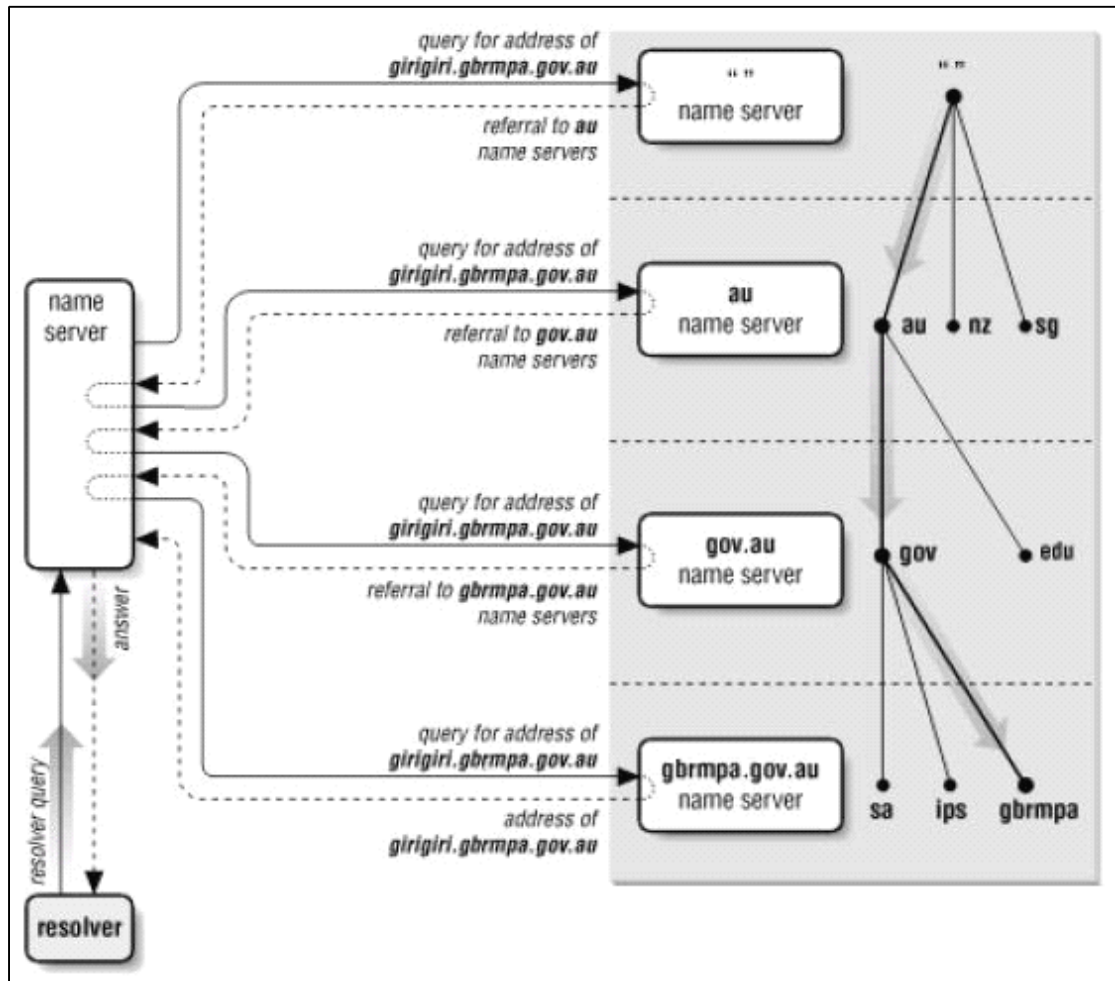 query for address of
girigiri.gbrmpa.gov.au
“ ”
name server
“ ”
referral to au
name servers
query for address of
girigiri.gbrmpa.gov.au
name
server
au
name server
au
nz
sg
referral to gov.au
name servers
query for address of
girigiri.gbrmpa.gov.au
gov.au
name server
gov
edu
referral to gbrmpa.gov.au
name servers
answer
query for address of
girigiri.gbrmpa.gov.au
gbrmpa.gov.au
name server
sa
ips
gbrmpa
address of
girigiri.gbrmpa.gov.au
resolver query
resolver